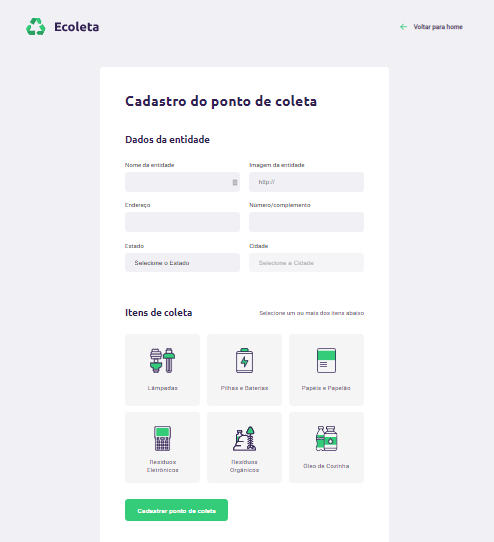 Ecoleta
Voltar para home
Cadastro do ponto de coleta
Dados da entidade
Nome da entidade
Imagem da entidade
http://
Endereço
Número/complemento
Estado
Cidade
Selecione o Estado
Selecione a Cidade
Itens de coleta
Selecione um ou mais dos itens abaixo
Lâmpadas
Pilhas e Baterias
Papéis e Papelão
Resíduos
Eletrônicos
Resíduos
Orgânicos
Óleo de Cozinha
Cadastrar ponto de coleta